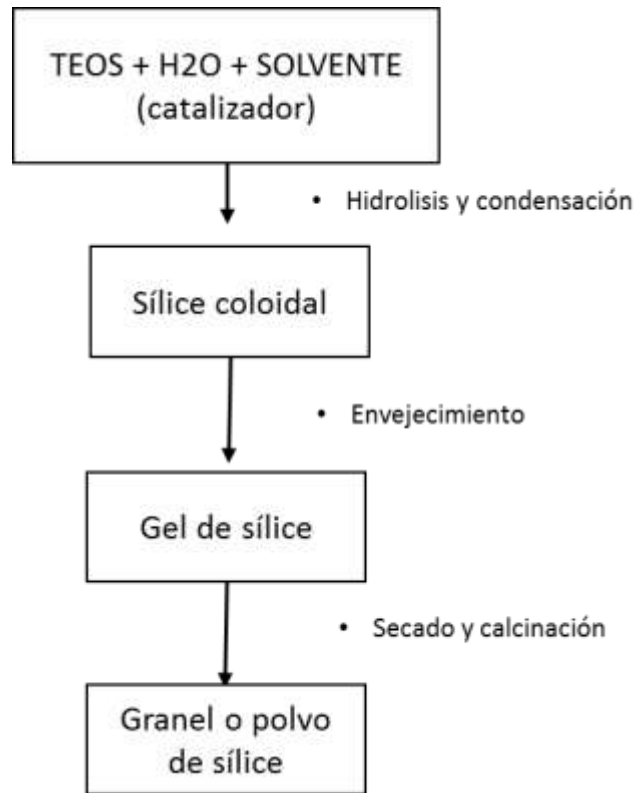 TEOS + H2O + SOLVENTE
(catalizador)
• Hidrolisis y condensación
Sílice coloidal
• Envejecimiento
Gel de sílice
• Secado y calcinación
Granel o polvo
de sílice